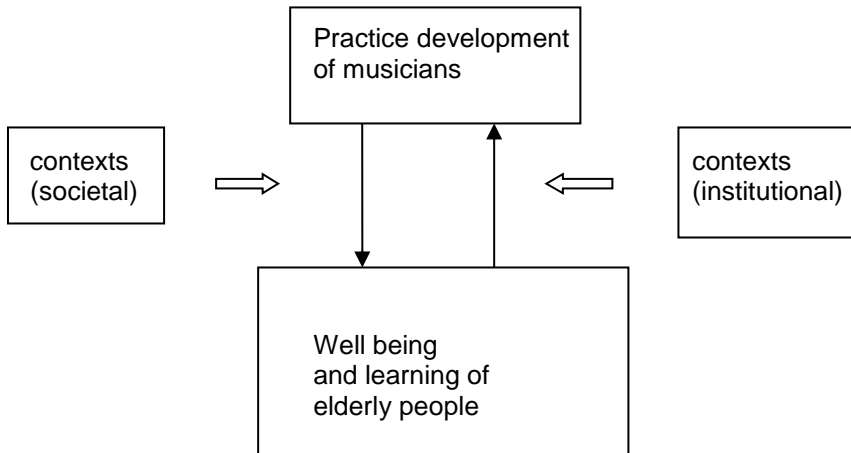 Practice development
of musicians
contexts
(societal)
contexts
(institutional)
Well being
and learning of
elderly people